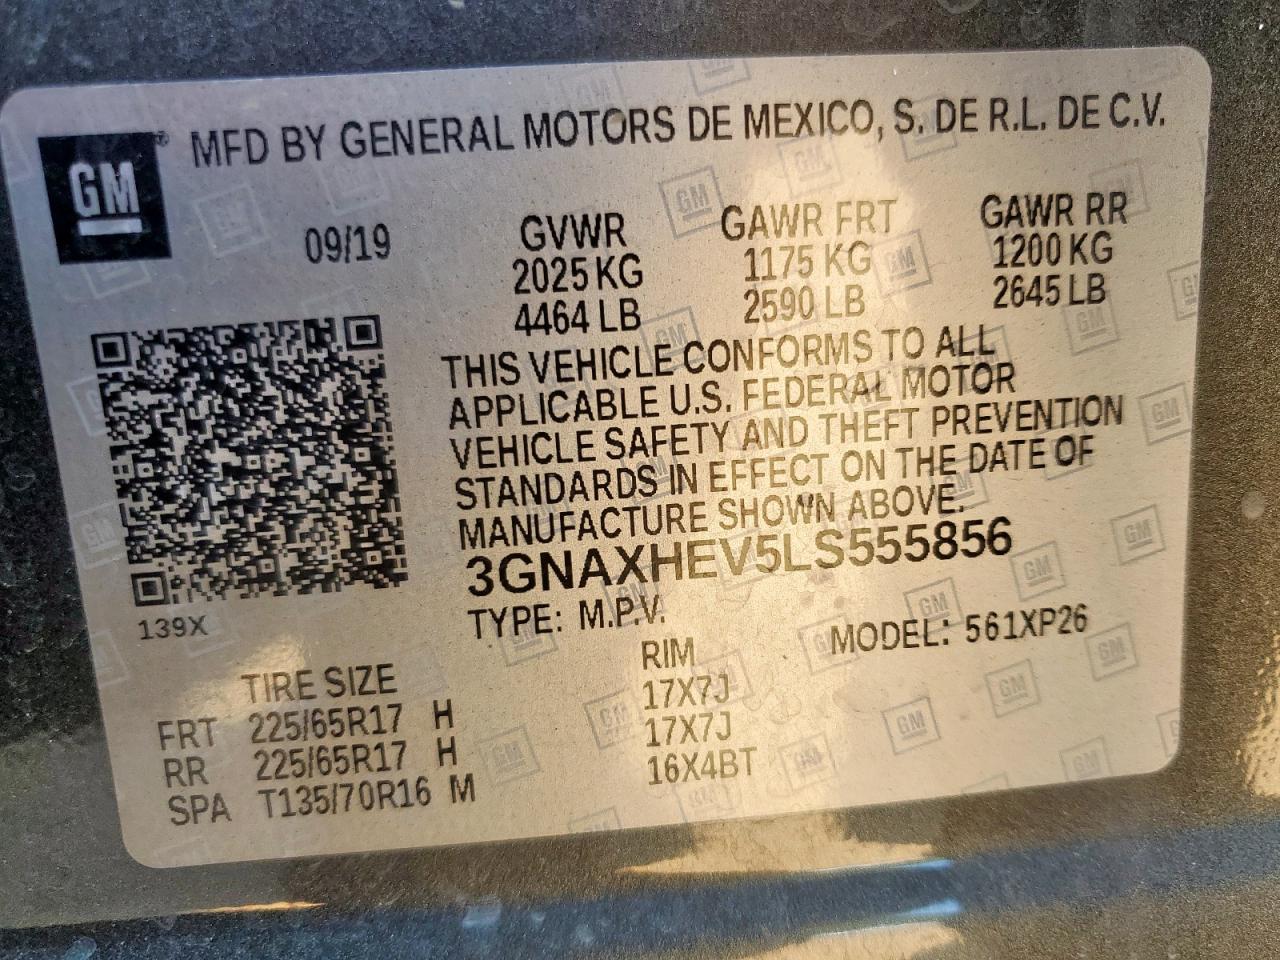 GM ® MFD BY GENERAL MOTORS DE MEXICO, S. DE R.L. DE C.V.
09/19 GVWR GAWR FRT GAWR RR
2025 KG 1175 KG 1200 KG
4464 LB 2590 LB 2645 LB
THIS VEHICLE CONFORMS TO ALL
APPLICABLE U.S. FEDERAL MOTOR
VEHICLE SAFETY AND THEFT PREVENTION
STANDARDS IN EFFECT ON THE DATE OF
MANUFACTURE SHOWN ABOVE.
3GNAXHEV5LS555856
139X TYPE: M.P.V. MODEL: 561XP26
TIRE SIZE RIM
FRT 225/65R17 H 17X7J
RR 225/65R17 H 17X7J
SPA T135/70R16 M 16X4BT